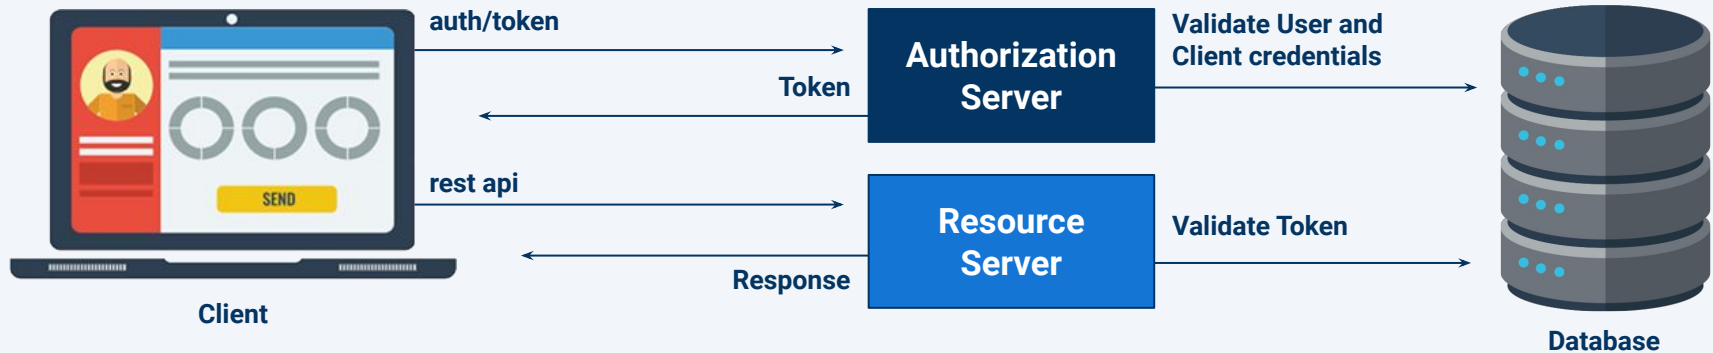 auth/token
Authorization
Server
Validate User and
Client credentials
Token
SEND
rest api
Resource
Server
Validate Token
Response
Client
Database